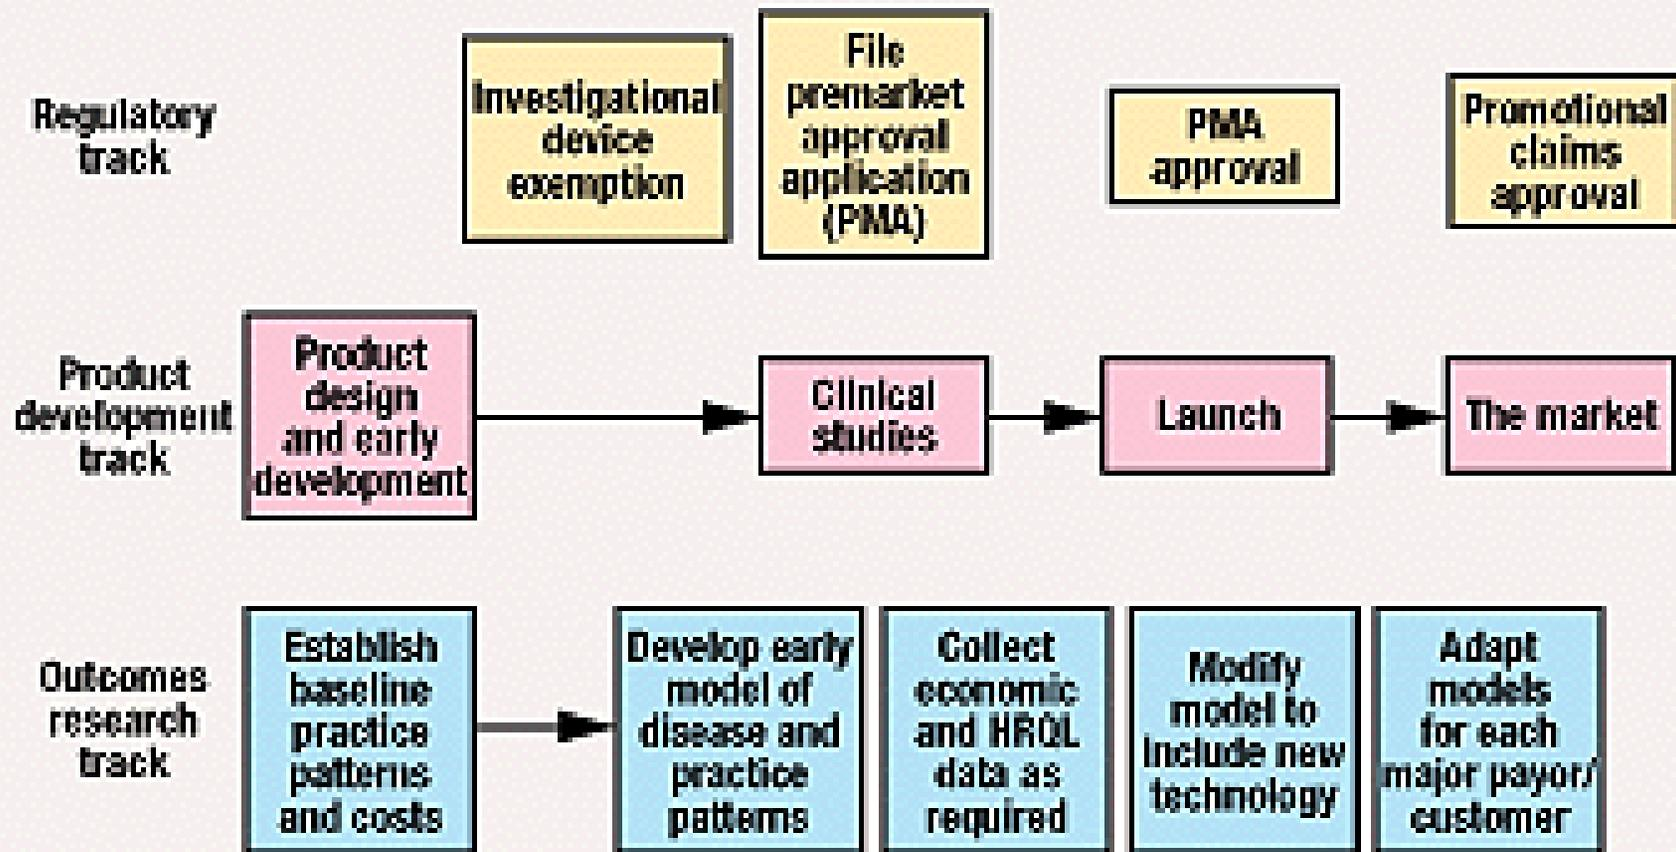 Regulatory
track
Investigational
device
exemption
File
premarket
approval
application
(PMA)
PMA
approval
Promotional
claims
approval
Product
development
track
Product
design
and early
development
Clinical
studies
Launch
The market
Outcomes
research
track
Establish
baseline
practice
patterns
and costs
Develop early
model of
disease and
practice
patterns
Collect
economic
and HRQL
data as
required
Modify
model to
include new
technology
Adapt
models
for each
major payor/
customer